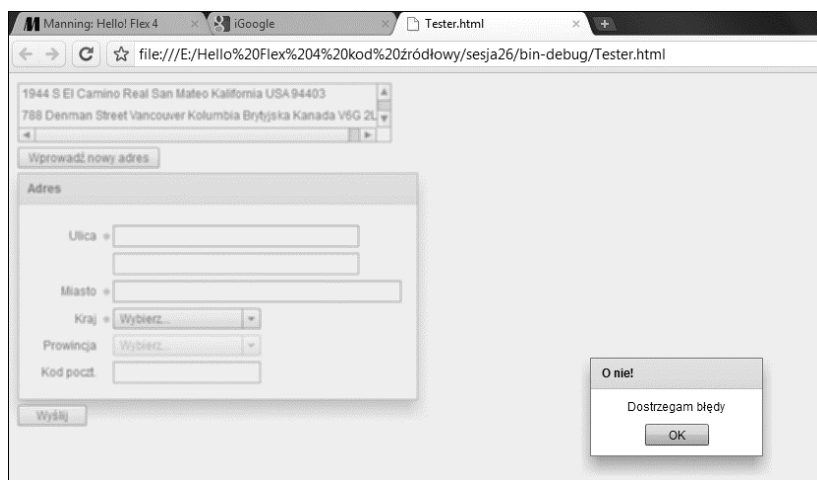 Manning: Hello! Flex 4
iGoogle
Tester.html
file:///E:/Hello%20Flex%204%20kod%20źródłowy/sesja26/bin-debug/Tester.html
1944 S El Camino Real San Mateo Kalifornia USA 94403
788 Denman Street Vancouver Kolumbia Brytyjska Kanada V6G 2L
Wprowadź nowy adres
Adres
Ulica
Miasto
Kraj Wybierz...
Prowincja Wybierz...
Kod poczt.
Wyślij
O nie!
Dostrzegam błędy
OK